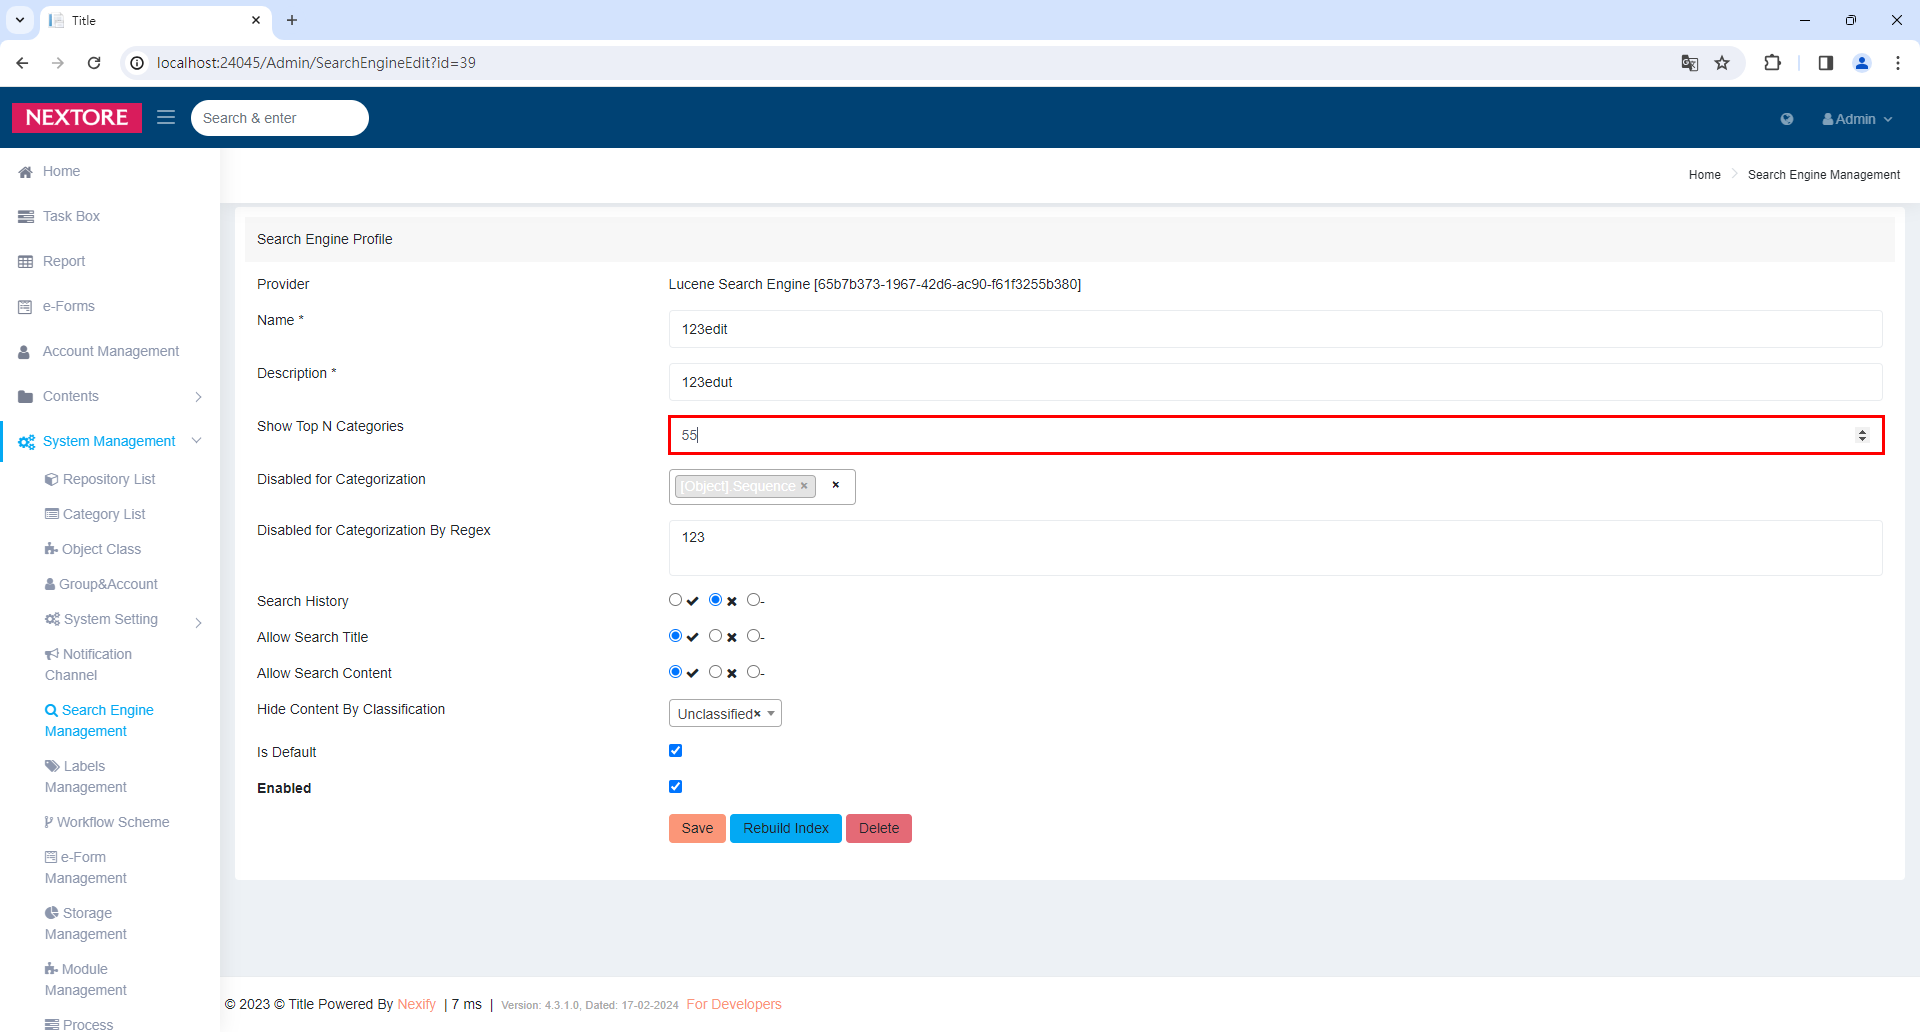 Title
localhost:24045/Admin/SearchEngineEdit?id=39
NEXTORE
Search & enter
Admin
Home
Task Box
Report
e-Forms
Account Management
Contents
System Management
Repository List
Category List
Object Class
Group&Account
System Setting
Notification
Channel
Search Engine
Management
Labels
Management
Workflow Scheme
e-Form
Management
Storage
Management
Module
Management
Process
Home
Search Engine Management
Search Engine Profile
Provider
Lucene Search Engine [65b7b373-1967-42d6-ac90-f61f3255b380]
Name *
123edit
Description *
123edut
Show Top N Categories
55
Disabled for Categorization
[Object] Sequence × ×
Disabled for Categorization By Regex
123
Search History
-
Allow Search Title
-
Allow Search Content
-
Hide Content By Classification
Unclassified×
Is Default
Enabled
Save
Rebuild Index
Delete
© 2023 © Title Powered By Nexify | 7 ms | Version: 4.3.1.0, Dated: 17-02-2024 For Developers